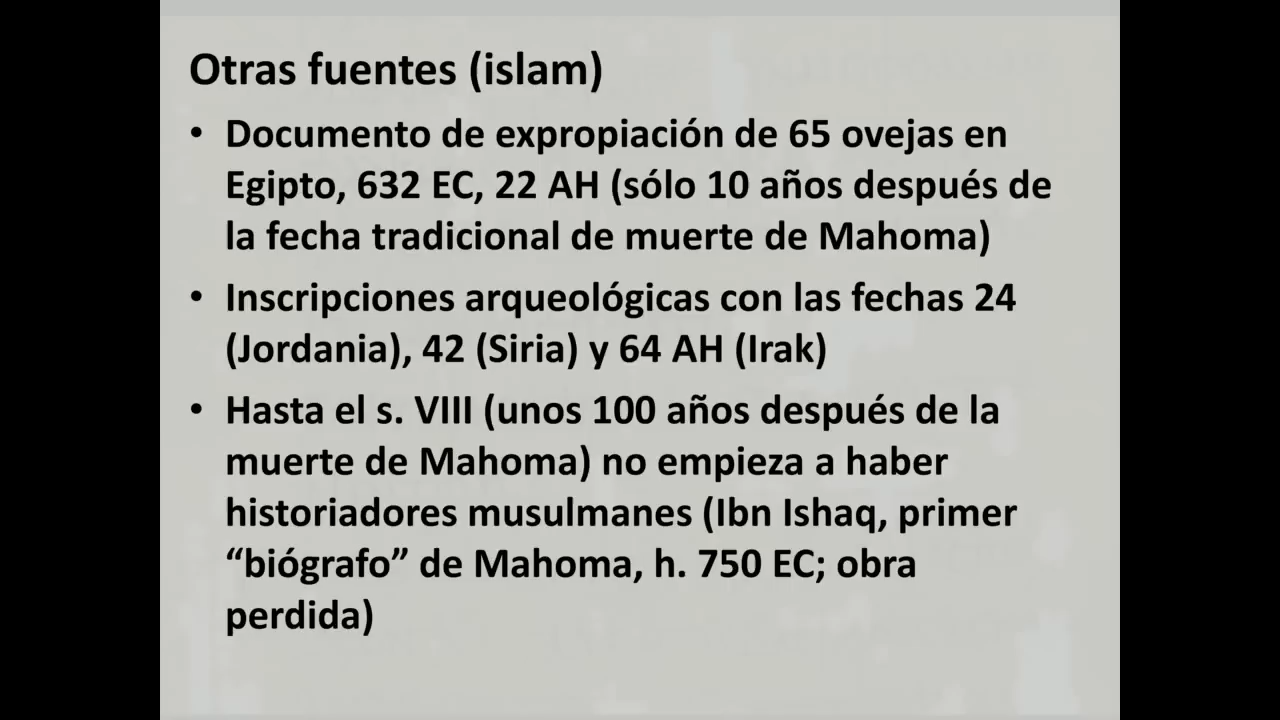 Otras fuentes (islam)
• Documento de expropiación de 65 ovejas en
Egipto, 632 EC, 22 AH (sólo 10 años después de
la fecha tradicional de muerte de Mahoma)
• Inscripciones arqueológicas con las fechas 24
(Jordania), 42 (Siria) y 64 AH (Irak)
• Hasta el s. VIII (unos 100 años después de la
muerte de Mahoma) no empieza a haber
historiadores musulmanes (Ibn Ishaq, primer
“biógrafo” de Mahoma, h. 750 EC; obra
perdida)